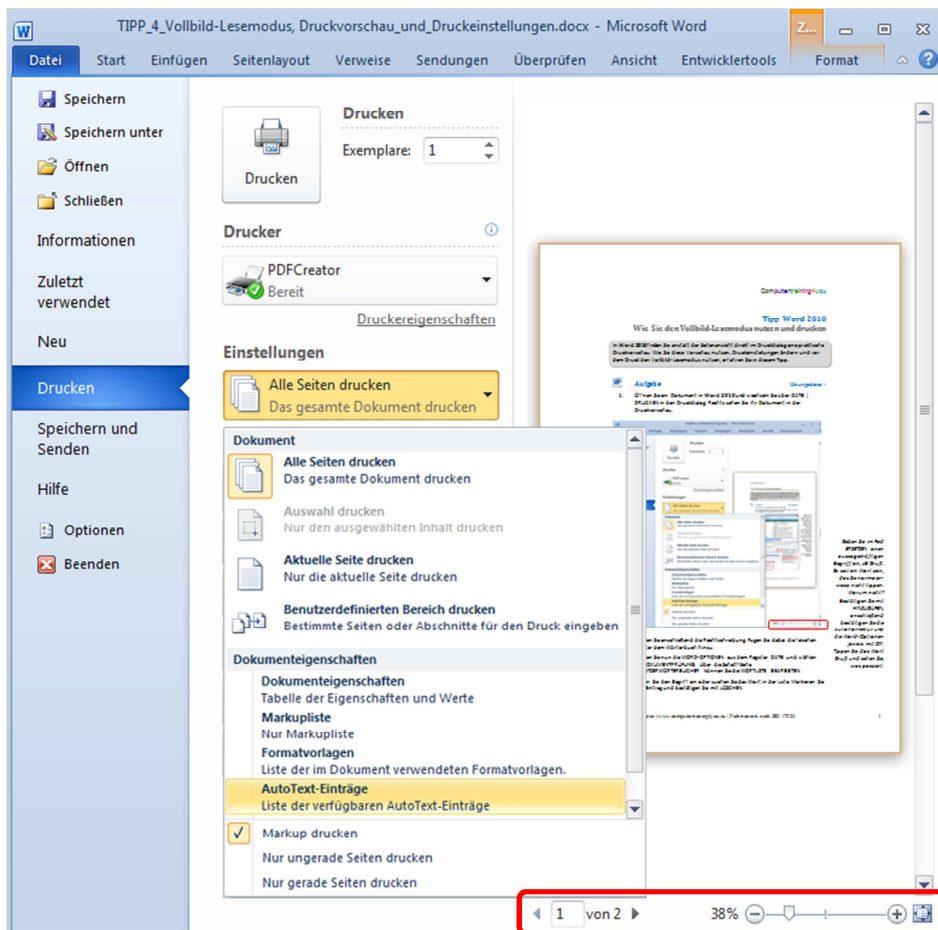 TIPP_4_Vollbild-Lesemodus, Druckvorschau_und_Druckeinstellungen.docx - Microsoft Word
Z...
Datei Start Einfügen Seitenlayout Verweise Sendungen Überprüfen Ansicht Entwicklertools Format
Speichern
Speichern unter
Öffnen
Schließen
Informationen
Zuletzt
verwendet
Neu
Drucken
Speichern und
Senden
Hilfe
Optionen
Beenden
Drucken
Exemplare: 1
Drucken
Drucker
PDFCreator
Bereit
Druckereigenschaften
Einstellungen
Alle Seiten drucken
Das gesamte Dokument drucken
Dokument
Alle Seiten drucken
Das gesamte Dokument drucken
Auswahl drucken
Nur den ausgewählten Inhalt drucken
Aktuelle Seite drucken
Nur die aktuelle Seite drucken
Benutzerdefinierten Bereich drucken
Bestimmte Seiten oder Abschnitte für den Druck eingeben
Dokumenteigenschaften
Dokumenteigenschaften
Tabelle der Eigenschaften und Werte
Markupliste
Nur Markupliste
Formatvorlagen
Liste der im Dokument verwendeten Formatvorlagen.
AutoText-Einträge
Liste der verfügbaren AutoText-Einträge
Markup drucken
Nur ungerade Seiten drucken
Nur gerade Seiten drucken
Computertraining4you
Tipp Word 2010
Wie Sie den Vollbild-Lesemodus nutzen und drucken
Aufgabe
1 von 2
38%